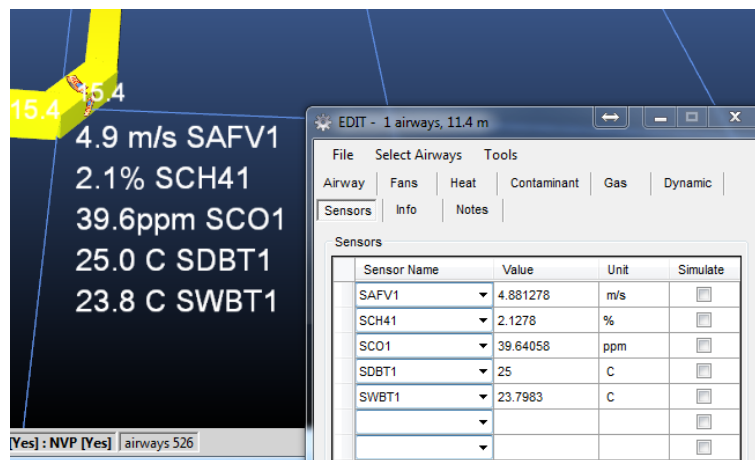 15.4
15.4
4.9 m/s SAFV1
2.1% SCH41
39.6ppm SCO1
25.0 C SDBT1
23.8 C SWBT1
EDIT - 1 airways, 11.4 m
File Select Airways Tools
Airway Fans Heat Contaminant Gas Dynamic
Sensors Info Notes
Sensors
Sensor Name Value Unit Simulate
SAFV1 4.881278 m/s
SCH41 2.1278 %
SCO1 39.64058 ppm
SDBT1 25 C
SWBT1 23.7983 C
[Yes] : NVP [Yes] airways 526